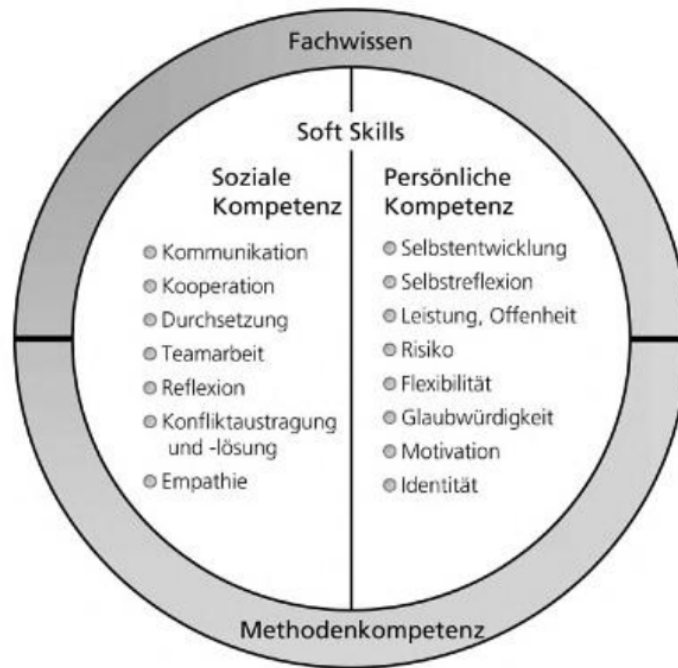 Fachwissen
Soft Skills
Soziale
Kompetenz
Kommunikation
Kooperation
Durchsetzung
Teamarbeit
Reflexion
Konfliktaustragung
und -lösung
Empathie
Persönliche
Kompetenz
Selbstentwicklung
Selbstreflexion
Leistung, Offenheit
Risiko
Flexibilität
Glaubwürdigkeit
Motivation
Identität
Methodenkompetenz